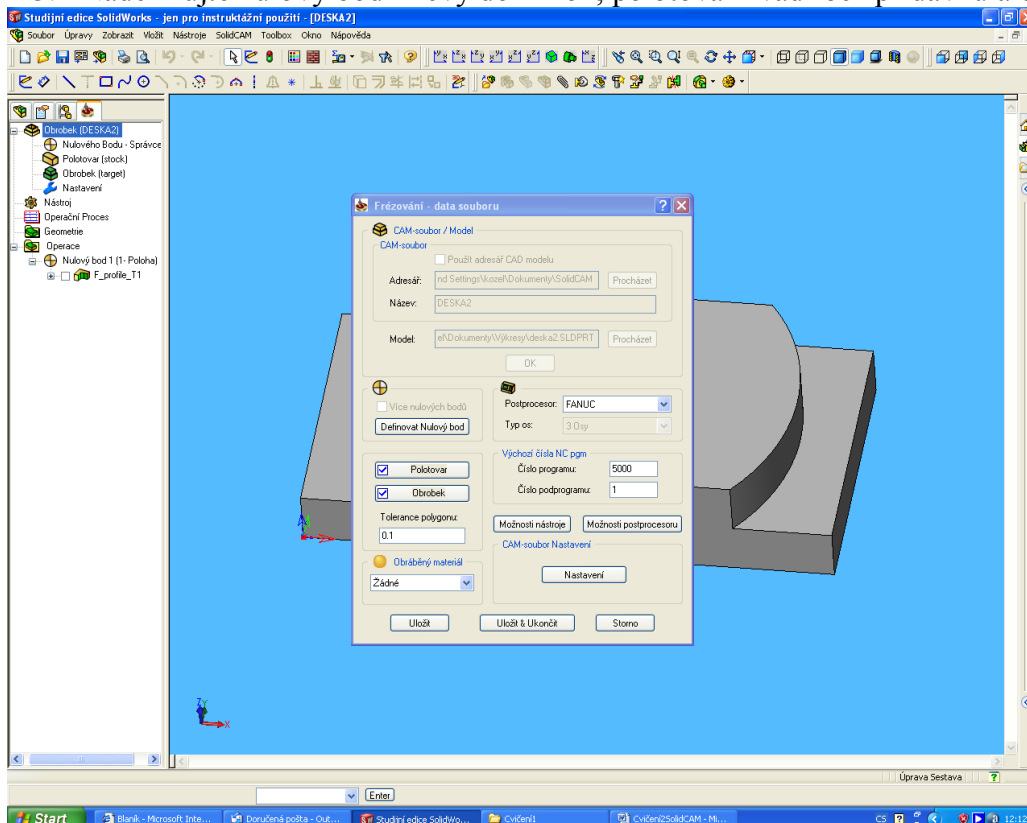 Studijní edice SolidWorks - jen pro instruktážní použití - [DESKA2]
Soubor Úpravy Zobrazit Vložit Nástroje SolidCAM Toolbox Okno Nápověda
Obrobek (DESKA2)
Nulového Bodu - Správce
Polotovar (stock)
Obrobek (target)
Nastavení
Nástroj
Operační Proces
Geometrie
Operace
Nulový bod 1 (1- Poloha)
F_profile_T1
Frézování - data souboru
CAM-soubor / Model
CAM-soubor
Použít adresář CAD modelu
Adresář: nd Settings\kozel\Dokumenty\SolidCAM Procházet
Název: DESKA2
Model: el\Dokumenty\Výkresy\deska2.SLDPRT Procházet
OK
Více nulových bodů
Definovat Nulový bod
Postprocesor: FANUC
Typ os: 3 Osy
Polotovar
Obrobek
Tolerance polygonu:
0.1
Výchozí čísla NC pgm
Číslo programu: 5000
Číslo podprogramu: 1
Možnosti nástroje Možnosti postprocesoru
CAM-soubor Nastavení
Nastavení
Obráběný materiál
Žádné
Uložit Uložit & Ukončit Storno
Z Y
X
Úprava Sestava
Enter
Start Blaník - Microsoft Inte... Doručená pošta - Out... Studijní edice SolidWo... Cvičení1 Cvičení2SolidCAM - Mi... CS 12:12